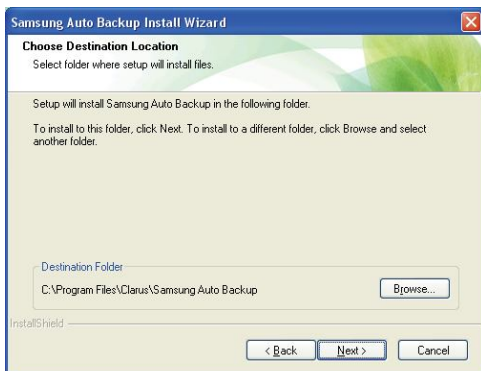 Samsung Auto Backup Install Wizard
Choose Destination Location
Select folder where setup will install files.
Setup will install Samsung Auto Backup in the following folder.
To install to this folder, click Next. To install to a different folder, click Browse and select
another folder.
Destination Folder
C:\Program Files\Clarus\Samsung Auto Backup
Browse...
InstallShield
< Back
Next >
Cancel